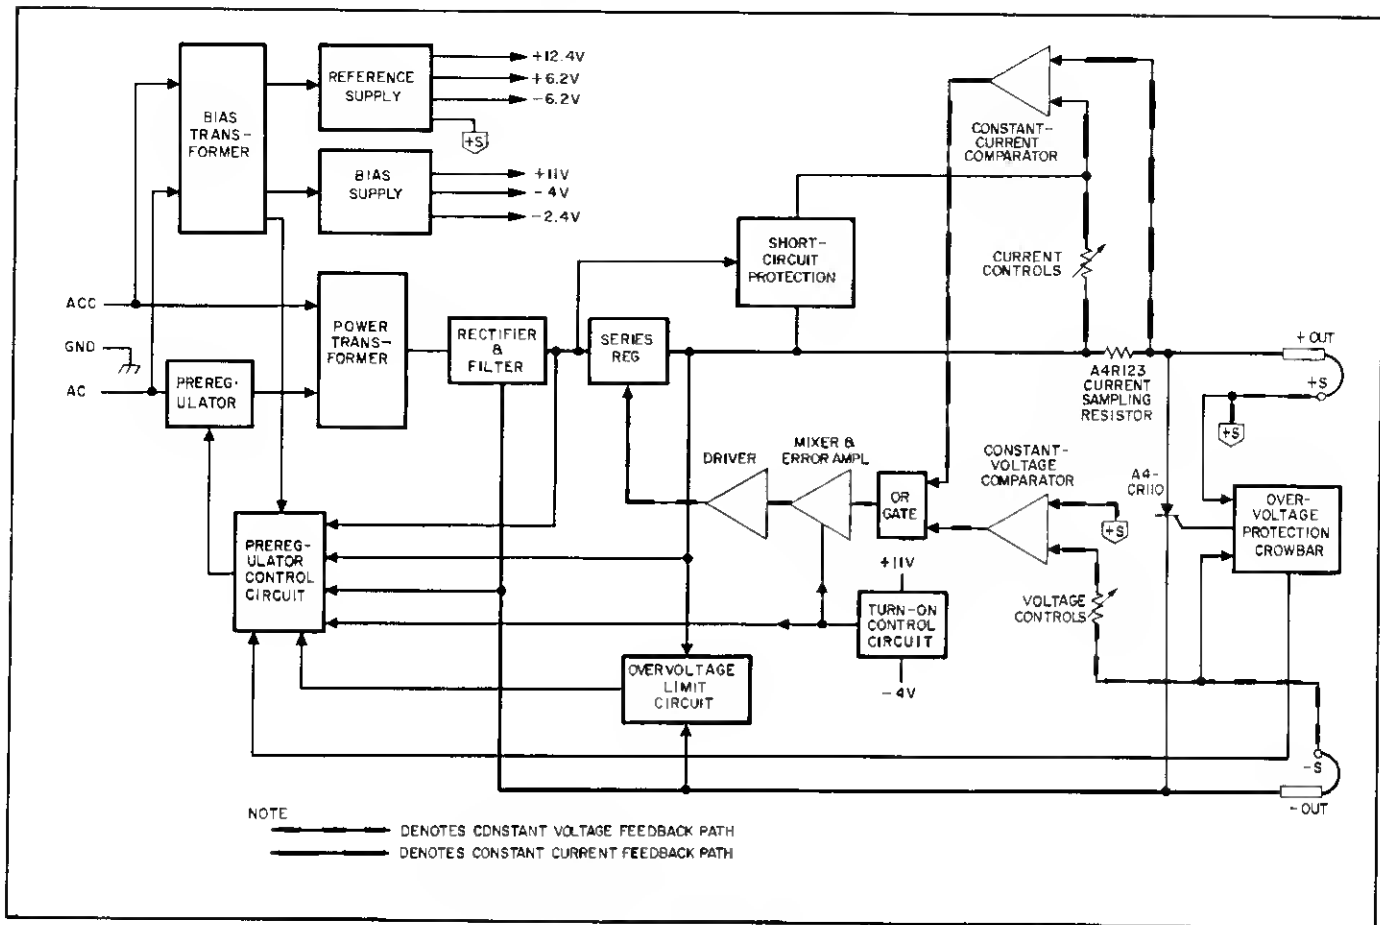 BIAS
TRANS-
FORMER
REFERENCE
SUPPLY
+12.4V
+6.2V
-6.2V
+S
BIAS
SUPPLY
+11V
-4V
-2.4V
CONSTANT-
CURRENT
COMPARATOR
SHORT-
CIRCUIT
PROTECTION
CURRENT
CONTROLS
ACC
GND
AC
PREREG-
ULATOR
POWER
TRANS-
FORMER
RECTIFIER
&
FILTER
SERIES
REG
A4R123
CURRENT
SAMPLING
RESISTOR
+ OUT
+S
+S
DRIVER
MIXER &
ERROR AMPL
OR
GATE
CONSTANT-
VOLTAGE
COMPARATOR
+S
A4-
CR110
OVER-
VOLTAGE
PROTECTION
CROWBAR
PREREG-
ULATOR
CONTROL
CIRCUIT
+11V
TURN-ON
CONTROL
CIRCUIT
-4V
VOLTAGE
CONTROLS
OVERVOLTAGE
LIMIT
CIRCUIT
-S
- OUT
NOTE
DENOTES CONSTANT VOLTAGE FEEDBACK PATH
DENOTES CONSTANT CURRENT FEEDBACK PATH